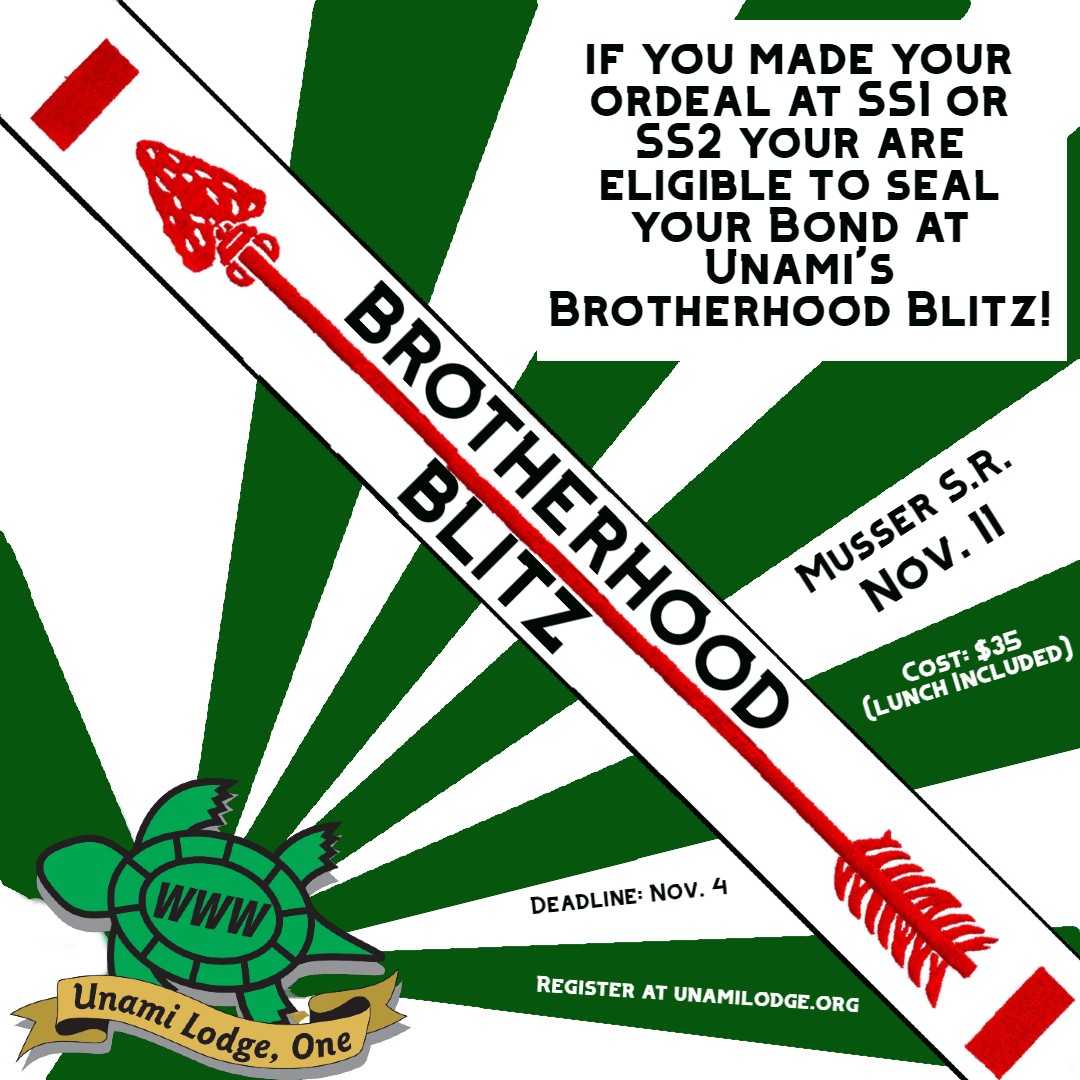 IF YOU MADE YOUR
ORDEAL AT SS1 OR
SS2 YOUR ARE
ELIGIBLE TO SEAL
YOUR BOND AT
UNAMI'S
BROTHERHOOD BLITZ!
BROTHERHOOD
BLITZ
MUSSER S.R.
NOV. 11
COST: $35
(LUNCH INCLUDED)
DEADLINE: NOV. 4
REGISTER AT UNAMILODGE.ORG
WWW
Unami Lodge, One